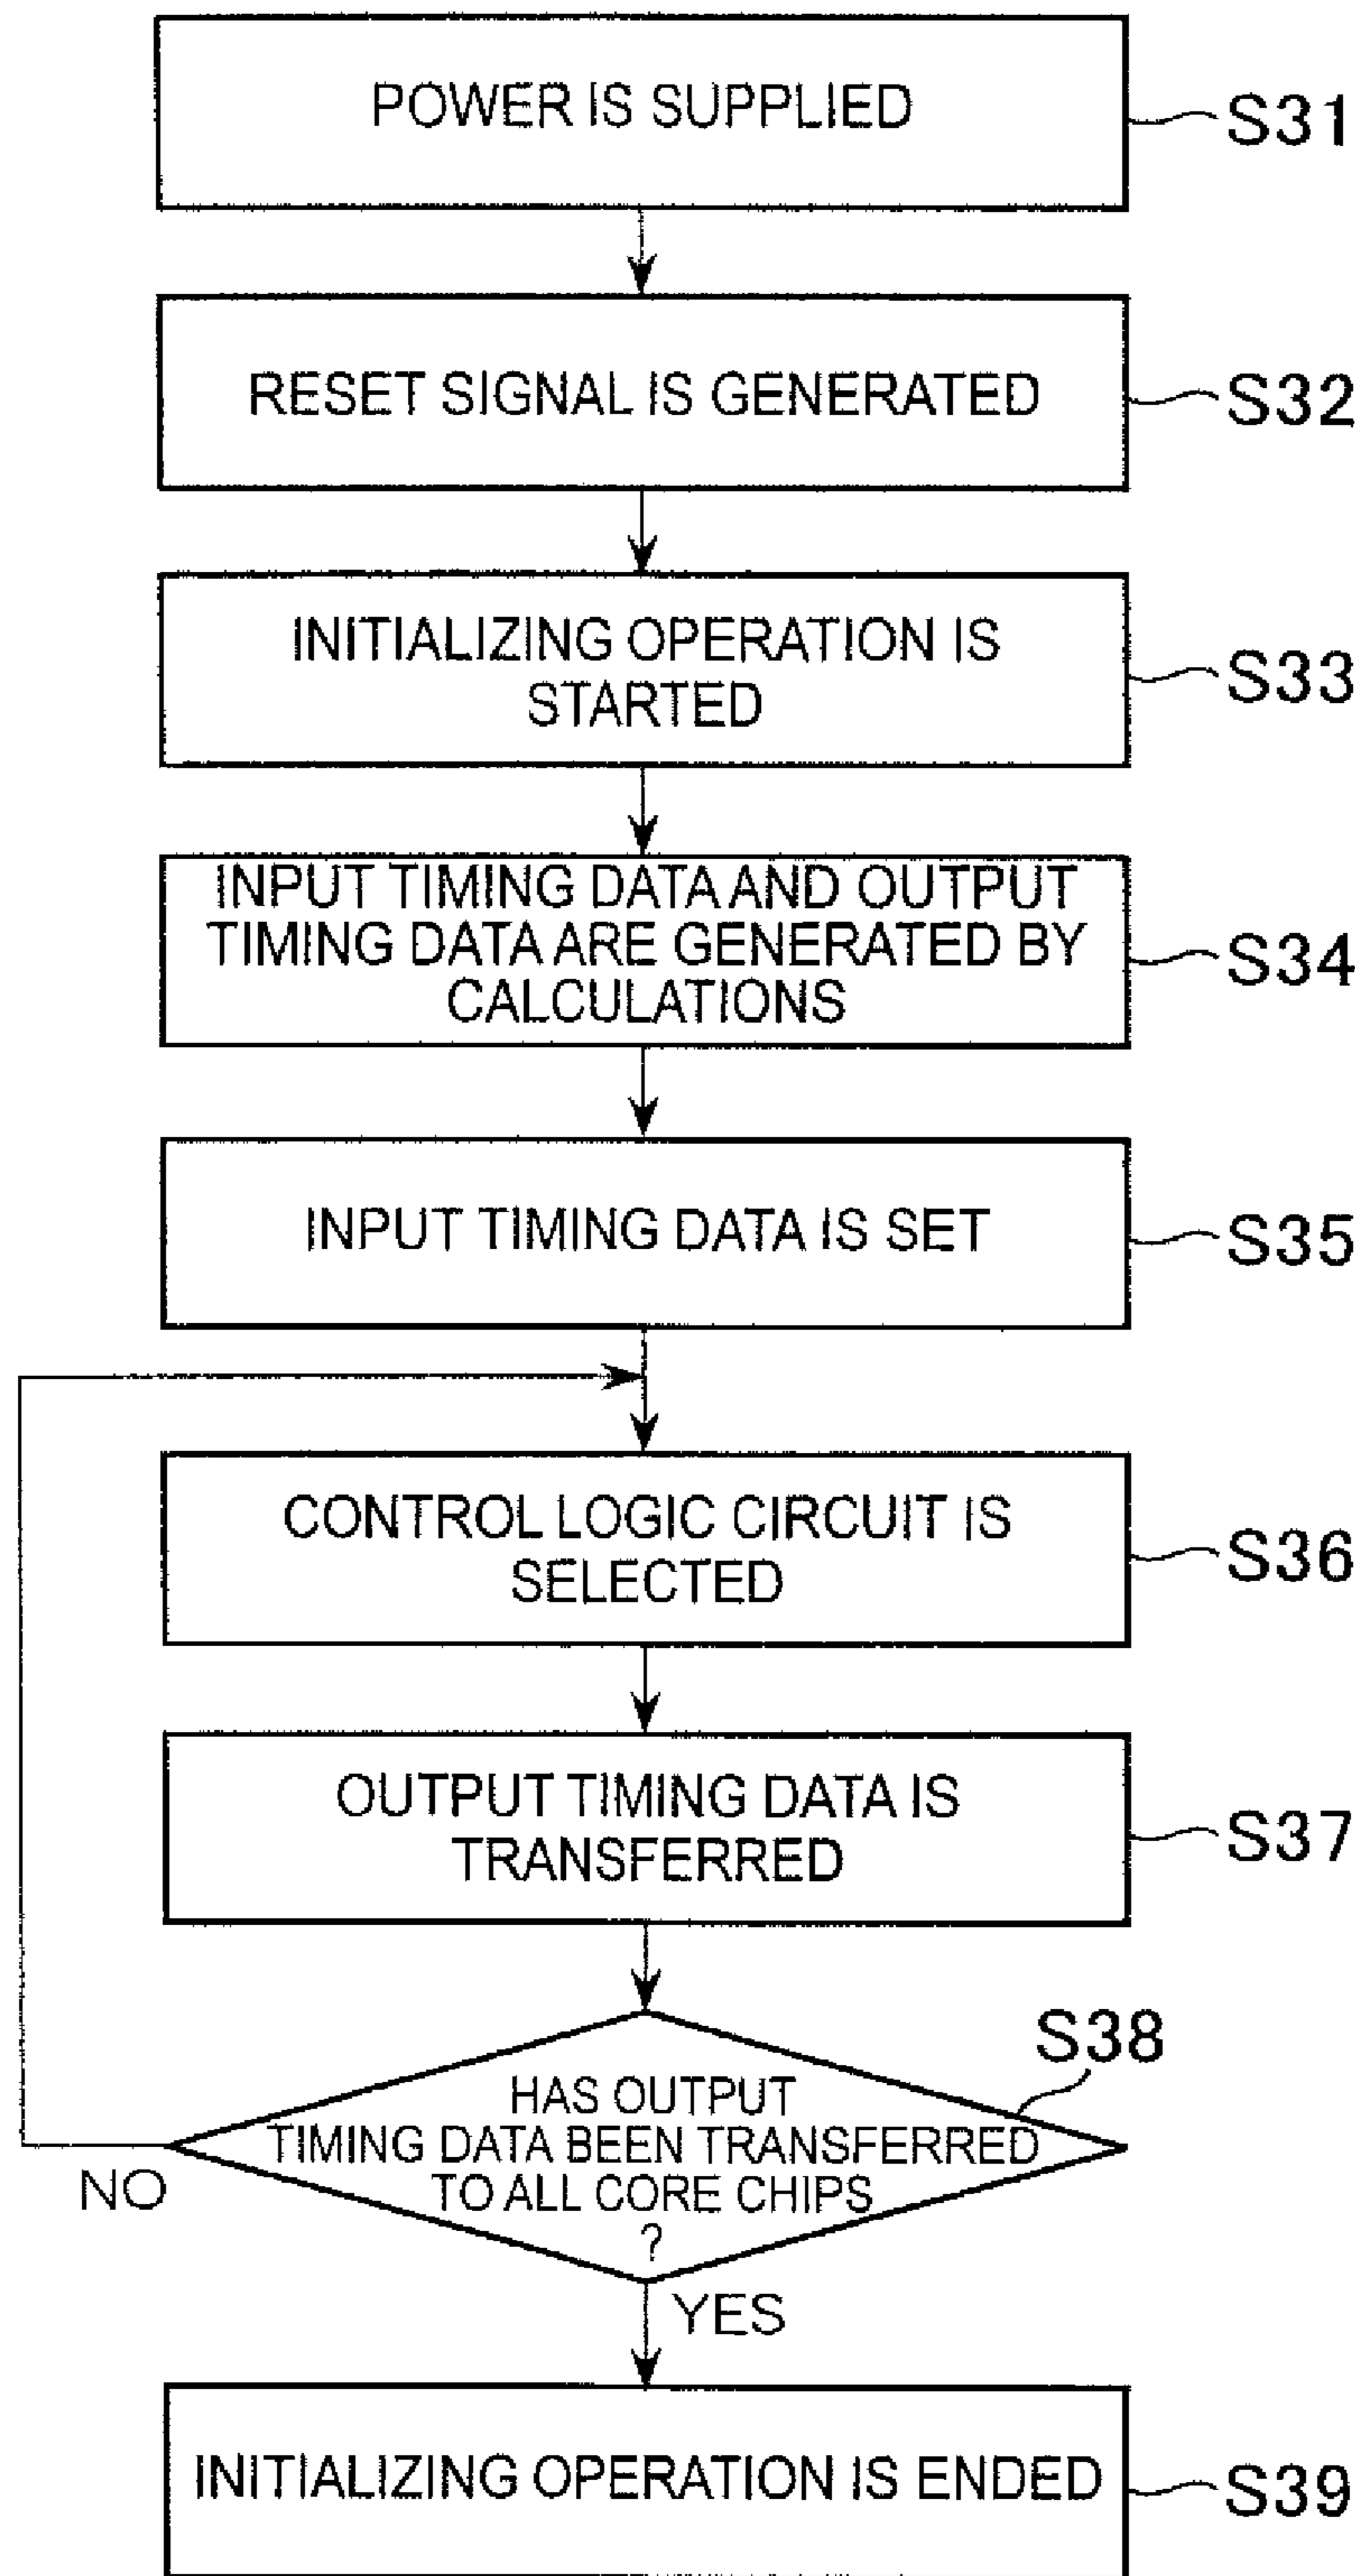 POWER IS SUPPLIED
S31
RESET SIGNAL IS GENERATED
S32
INITIALIZING OPERATION IS
STARTED
S33
INPUT TIMING DATA AND OUTPUT
TIMING DATA ARE GENERATED BY
CALCULATIONS
S34
INPUT TIMING DATA IS SET
S35
CONTROL LOGIC CIRCUIT IS
SELECTED
S36
OUTPUT TIMING DATA IS
TRANSFERRED
S37
S38
HAS OUTPUT
TIMING DATA BEEN TRANSFERRED
TO ALL CORE CHIPS
?
NO
YES
INITIALIZING OPERATION IS ENDED
S39